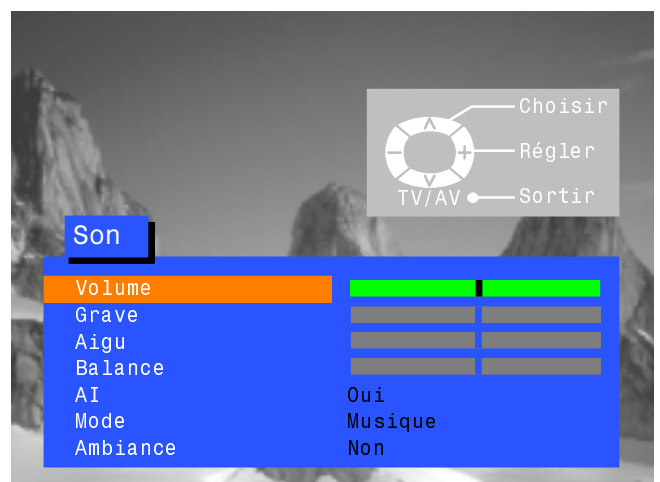 Choisir
Régler
TV/AV Sortir
Son
Volume
Grave
Aigu
Balance
AI Oui
Mode Musique
Ambiance Non